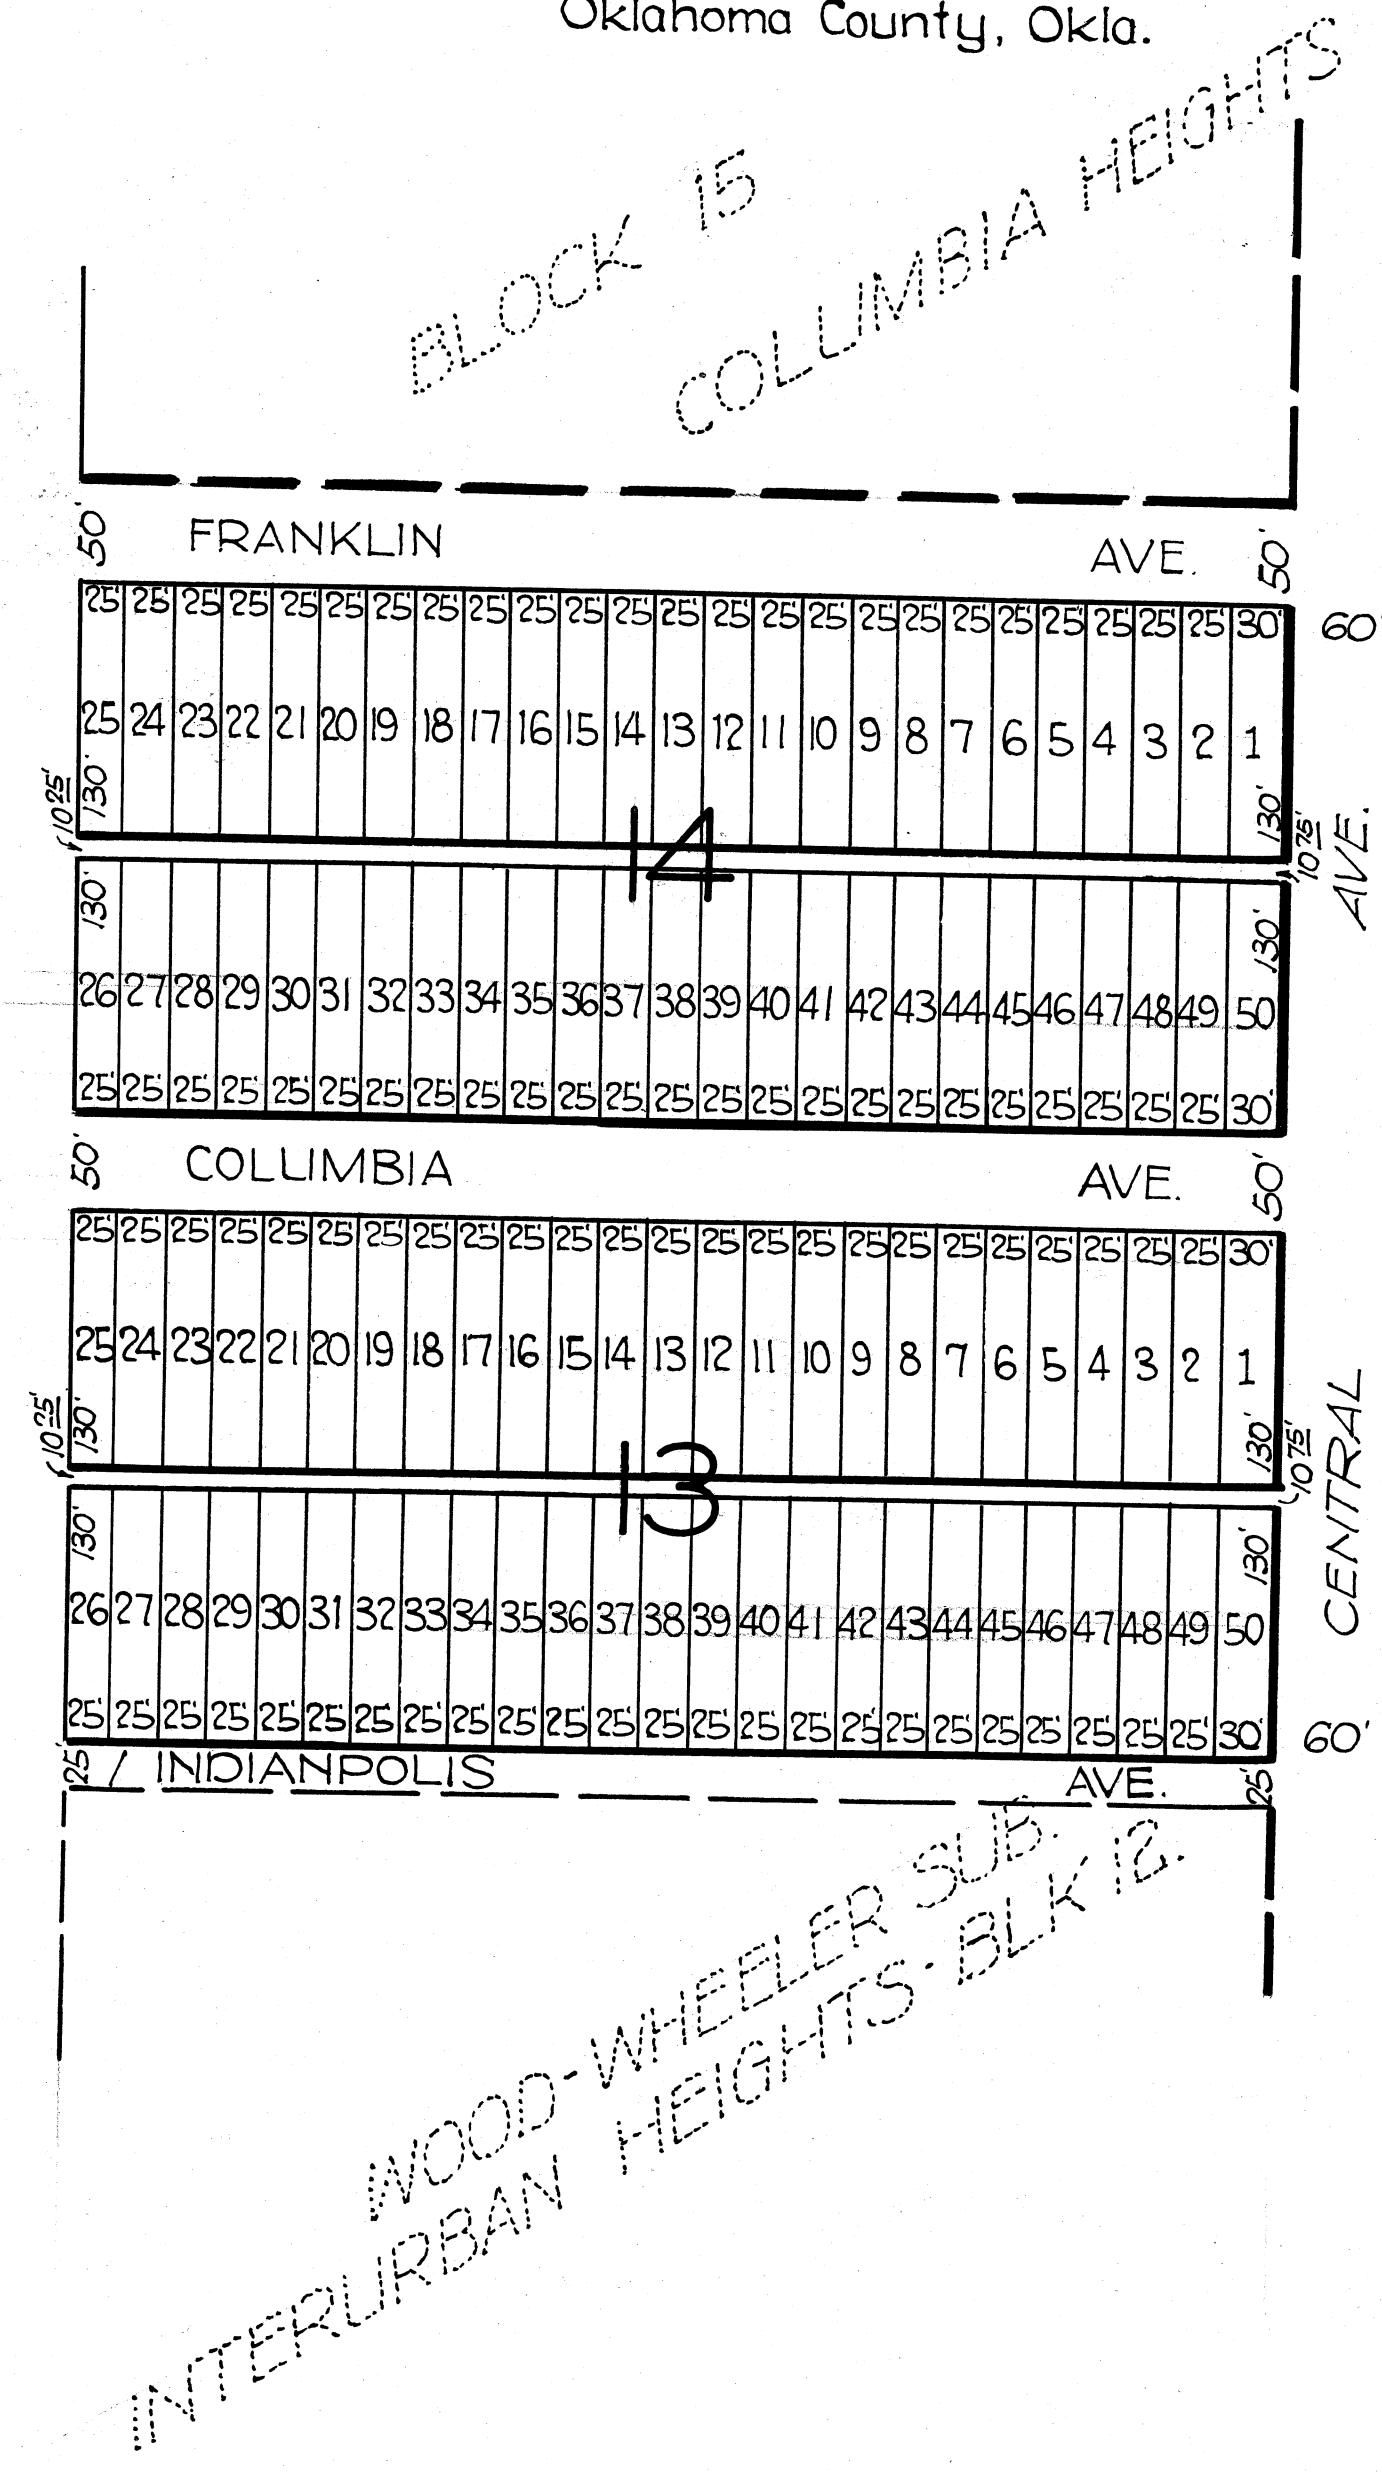 Oklahoma County, Okla.
BLOCK 15
COLUMBIA HEIGHTS
50' FRANKLIN AVE. 50'
25' 25' 25' 25' 25' 25' 25' 25' 25' 25' 25' 25' 25' 25' 25' 25' 25' 25' 25' 25' 25' 25' 25' 25' 30' 60'
25 24 23 22 21 20 19 18 17 16 15 14 13 12 11 10 9 8 7 6 5 4 3 2 1
10 25' 130' 130' 10 75'
14
AVE.
130' 130'
26 27 28 29 30 31 32 33 34 35 36 37 38 39 40 41 42 43 44 45 46 47 48 49 50
25' 25' 25' 25' 25' 25' 25' 25' 25' 25' 25' 25' 25' 25' 25' 25' 25' 25' 25' 25' 25' 25' 25' 25' 30'
50' COLUMBIA AVE. 50'
25' 25' 25' 25' 25' 25' 25' 25' 25' 25' 25' 25' 25' 25' 25' 25' 25' 25' 25' 25' 25' 25' 25' 25' 30'
25 24 23 22 21 20 19 18 17 16 15 14 13 12 11 10 9 8 7 6 5 4 3 2 1
10 25' 130' 130' 10 75'
13
CENTRAL
130' 130'
26 27 28 29 30 31 32 33 34 35 36 37 38 39 40 41 42 43 44 45 46 47 48 49 50
25' 25' 25' 25' 25' 25' 25' 25' 25' 25' 25' 25' 25' 25' 25' 25' 25' 25' 25' 25' 25' 25' 25' 25' 30' 60'
25' / INDIANPOLIS AVE. 25'
WOOD-WHEELER SUB.
INTERURBAN HEIGHTS · BLK 12.